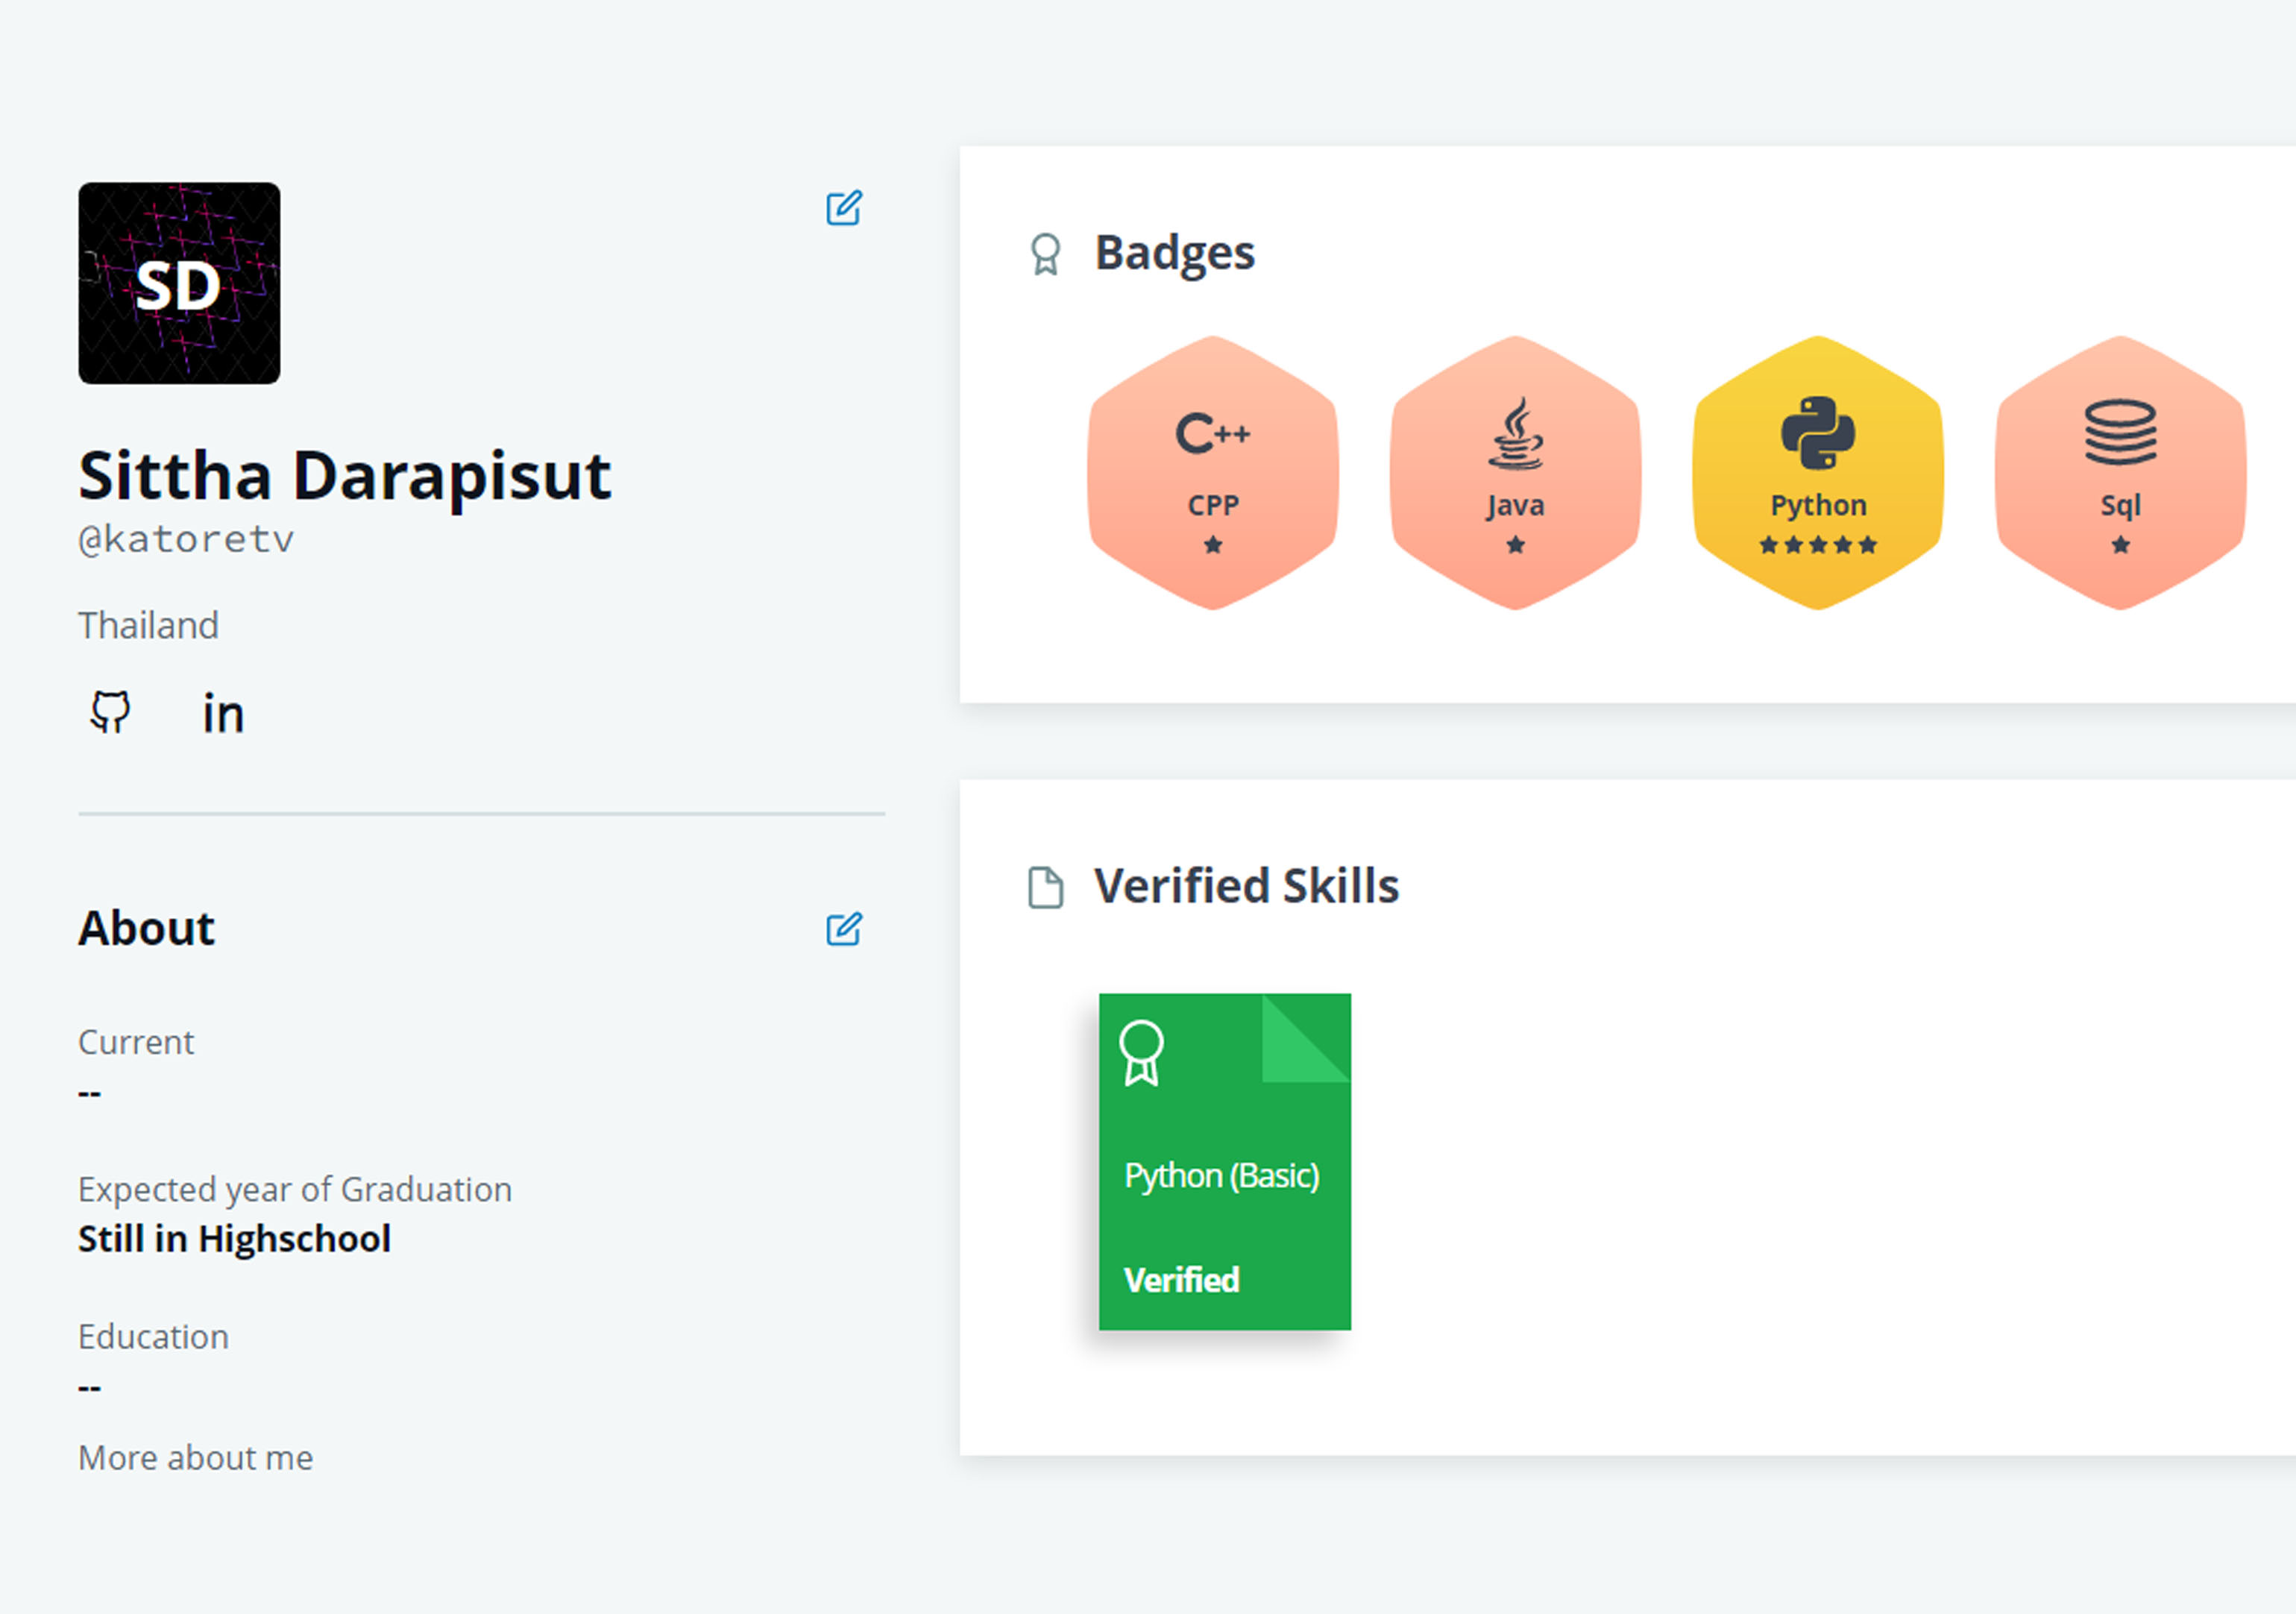 SD
Sittha Darapisut
@katoretv
Thailand
in
About
Current
--
Expected year of Graduation
Still in Highschool
Education
--
More about me
Badges
C++
CPP
Java
Python
Sql
Verified Skills
Python (Basic)
Verified